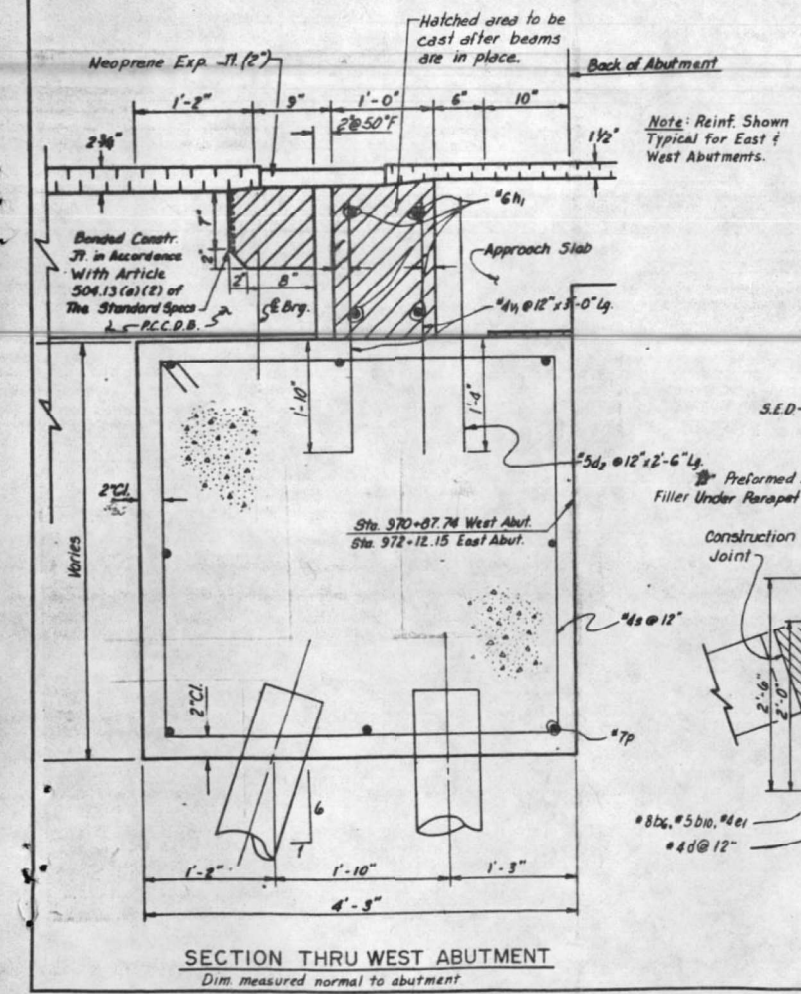 Hatched area to be
cast after beams
are in place.
Neoprene Exp. Jt. (2")
Back of Abutment
1'-2"
9"
1'-0"
6"
10"
2"@50°F
Note: Reinf. Shown
Typical for East &
West Abutments.
1½"
#6h₁
7"
2"
Bonded Constr.
Jt. in Accordance
With Article
504.13(a)(2) of
The Standard Specs
P.C.C.D.B.
2"
8"
℄ Brg.
Approach Slab
#4v₁@12"x3'-0" Lg.
1'-10"
1'-4"
S.E.D.
#5d₂@12"x2'-6" Lg.
Preformed
Filler Under Parapet
2"Cl.
Sta. 970+87.74 West Abut.
Sta. 972+12.15 East Abut.
Construction
Joint
Varies
#4s@12"
2'-6"
2'-0"
2"Cl.
#7p
6
1
#8b6, #5b10, #4e1
#4d@12"
1'-2"
1'-10"
1'-3"
4'-3"
SECTION THRU WEST ABUTMENT
Dim. measured normal to abutment